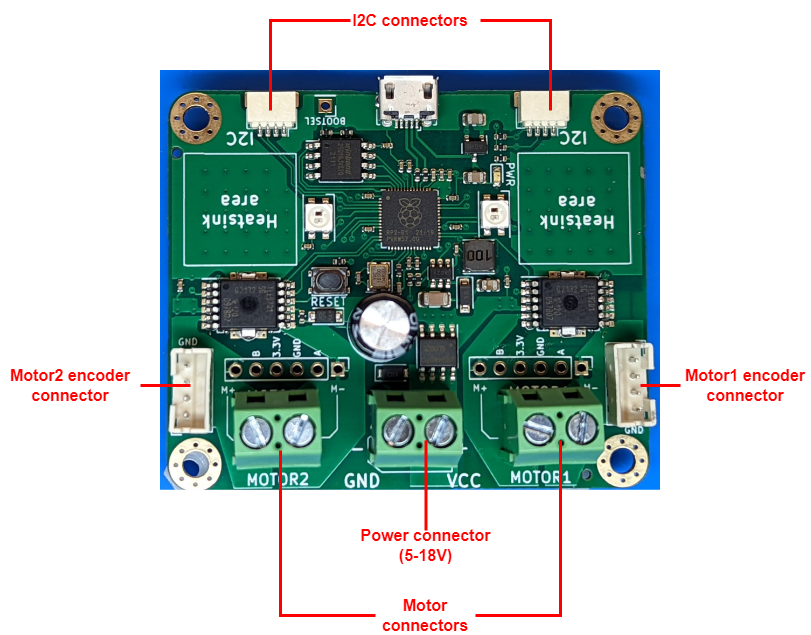 I2C connectors
BOOTSEL
I2C
I2C
PWR
Heatsink
area
Heatsink
area
100
RESET
GND
B
3.3V
GND
A
B
3.3V
GND
A
M+
M-
M+
M-
Motor2 encoder
connector
Motor1 encoder
connector
GND
MOTOR2
GND
VCC
MOTOR1
Power connector
(5-18V)
Motor
connectors